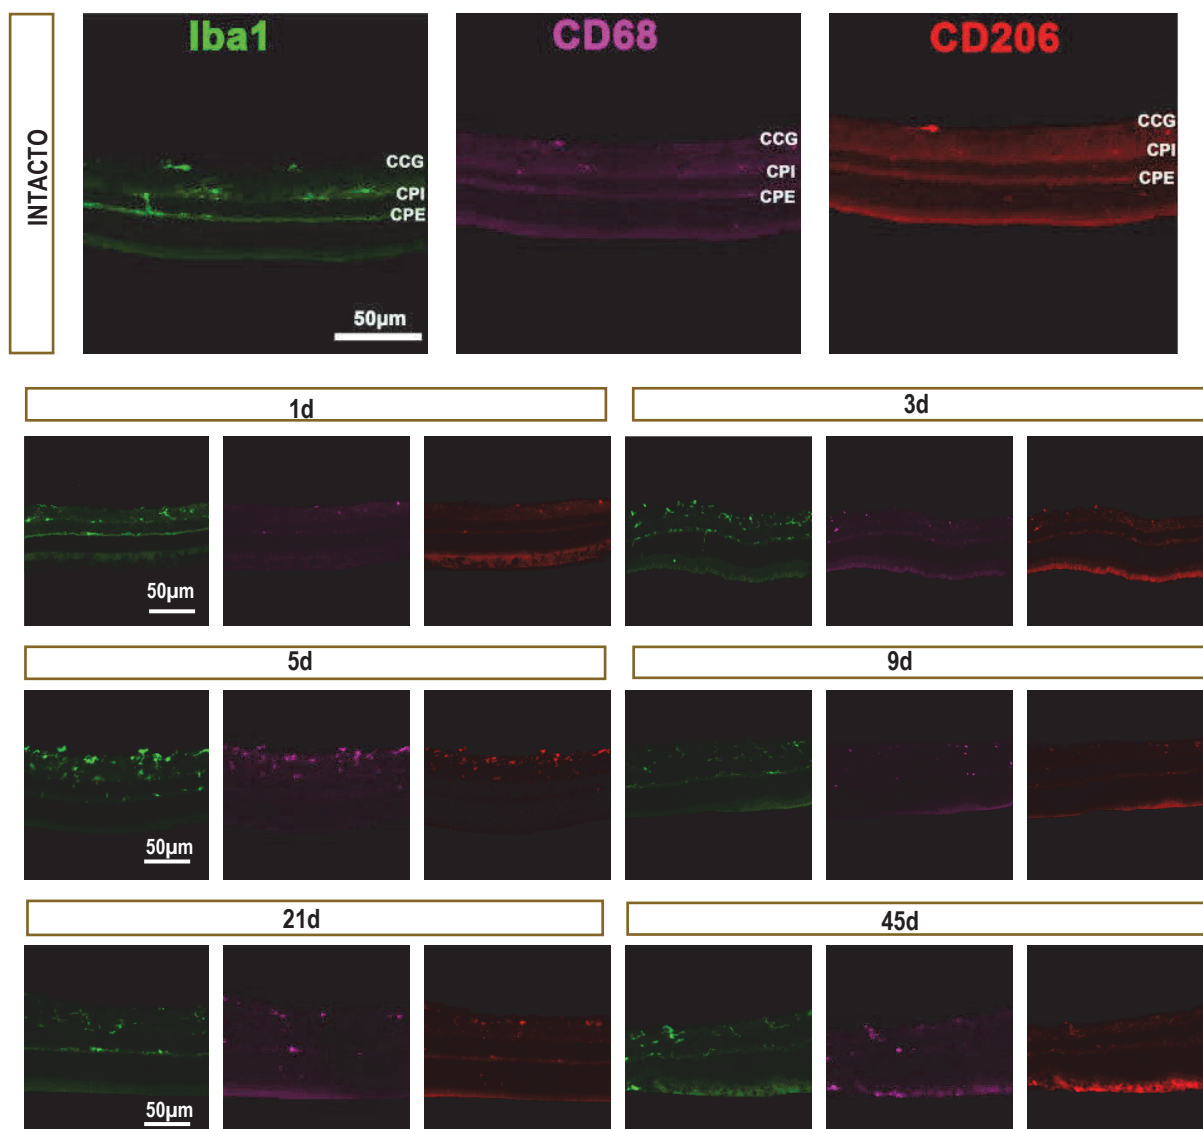 INTACTO
Iba1
CCG
CPI
CPE
50µm
CD68
CCG
CPI
CPE
CD206
CCG
CPI
CPE
1d
3d
50µm
5d
9d
50µm
21d
45d
50µm